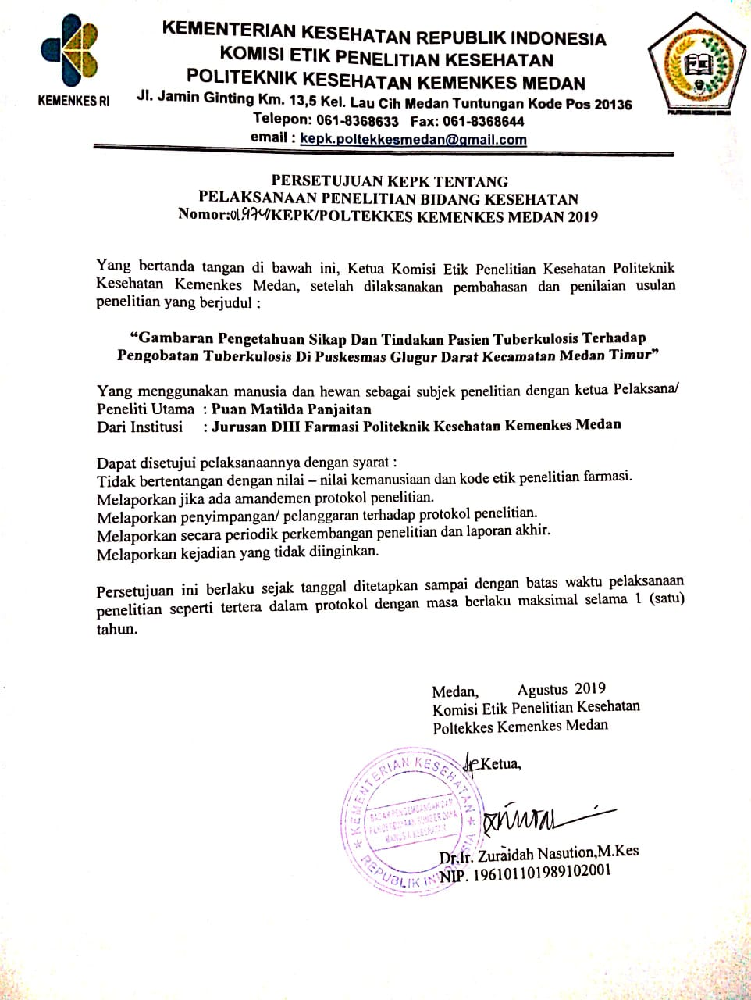 KEMENKES RI
KEMENTERIAN KESEHATAN REPUBLIK INDONESIA
KOMISI ETIK PENELITIAN KESEHATAN
POLITEKNIK KESEHATAN KEMENKES MEDAN
Jl. Jamin Ginting Km. 13,5 Kel. Lau Cih Medan Tuntungan Kode Pos 20136
Telepon: 061-8368633 Fax: 061-8368644
email : kepk.poltekkesmedan@gmail.com
PERSETUJUAN KEPK TENTANG
PELAKSANAAN PENELITIAN BIDANG KESEHATAN
Nomor: /KEPK/POLTEKKES KEMENKES MEDAN 2019
Yang bertanda tangan di bawah ini, Ketua Komisi Etik Penelitian Kesehatan Politeknik
Kesehatan Kemenkes Medan, setelah dilaksanakan pembahasan dan penilaian usulan
penelitian yang berjudul :
“Gambaran Pengetahuan Sikap Dan Tindakan Pasien Tuberkulosis Terhadap
Pengobatan Tuberkulosis Di Puskesmas Glugur Darat Kecamatan Medan Timur”
Yang menggunakan manusia dan hewan sebagai subjek penelitian dengan ketua Pelaksana/
Peneliti Utama : Puan Matilda Panjaitan
Dari Institusi : Jurusan DIII Farmasi Politeknik Kesehatan Kemenkes Medan
Dapat disetujui pelaksanaannya dengan syarat :
Tidak bertentangan dengan nilai – nilai kemanusiaan dan kode etik penelitian farmasi.
Melaporkan jika ada amandemen protokol penelitian.
Melaporkan penyimpangan/ pelanggaran terhadap protokol penelitian.
Melaporkan secara periodik perkembangan penelitian dan laporan akhir.
Melaporkan kejadian yang tidak diinginkan.
Persetujuan ini berlaku sejak tanggal ditetapkan sampai dengan batas waktu pelaksanaan
penelitian seperti tertera dalam protokol dengan masa berlaku maksimal selama 1 (satu)
tahun.
Medan, Agustus 2019
Komisi Etik Penelitian Kesehatan
Poltekkes Kemenkes Medan
Ketua,
KEMENTERIAN KESEHATAN
BADAN PENGEMBANGAN DAN
PEMBERDAYAAN SUMBER DAYA
MANUSIA KESEHATAN
REPUBLIK INDONESIA
Dr.Ir. Zuraidah Nasution,M.Kes
NIP. 196101101989102001